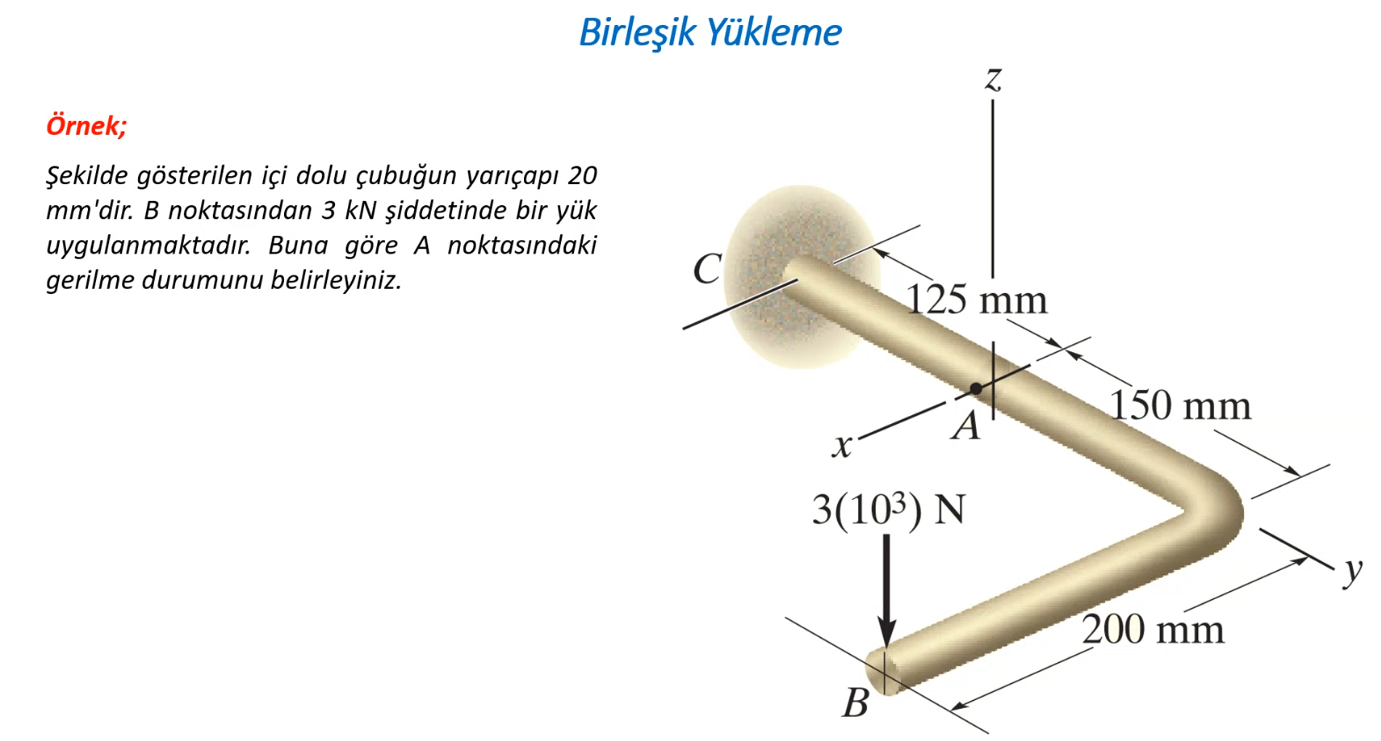 Birleşik Yükleme
Örnek;
Şekilde gösterilen içi dolu çubuğun yarıçapı 20
mm'dir. B noktasından 3 kN şiddetinde bir yük
uygulanmaktadır. Buna göre A noktasındaki
gerilme durumunu belirleyiniz.
z
C
125 mm
150 mm
A
x
3(10³) N
y
200 mm
B